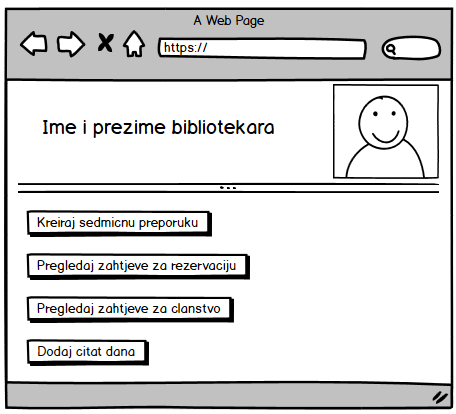 A Web Page
https://
Ime i prezime bibliotekara
Kreiraj sedmicnu preporuku
Pregledaj zahtjeve za rezervaciju
Pregledaj zahtjeve za clanstvo
Dodaj citat dana